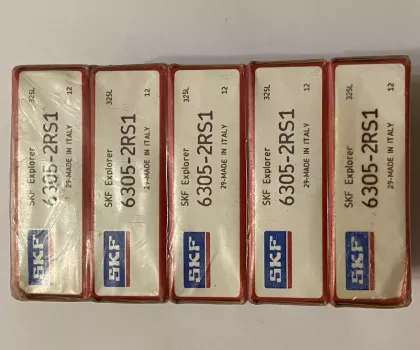 SKF Explorer 325L
6305-2RS1
29-MADE IN ITALY 12
SKF
SKF Explorer 325L
6305-2RS1
29-MADE IN ITALY 12
SKF
SKF Explorer 325L
6305-2RS1
29-MADE IN ITALY 12
SKF
SKF Explorer 325L
6305-2RS1
29-MADE IN ITALY 12
SKF
SKF Explorer 325L
6305-2RS1
29-MADE IN ITALY 12
SKF